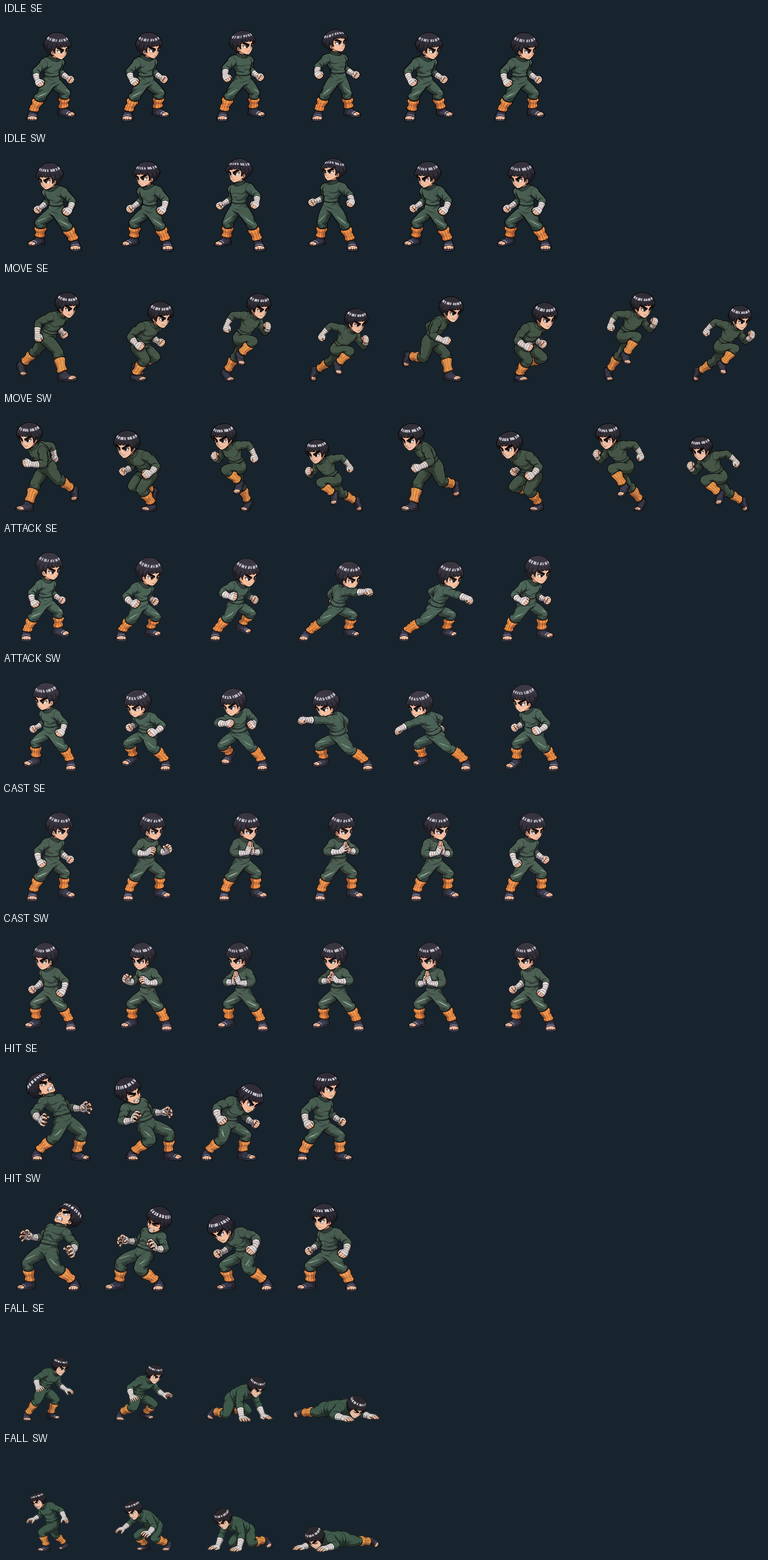 IDLE SE
IDLE SW
MOVE SE
MOVE SW
ATTACK SE
ATTACK SW
CAST SE
CAST SW
HIT SE
HIT SW
FALL SE
FALL SW